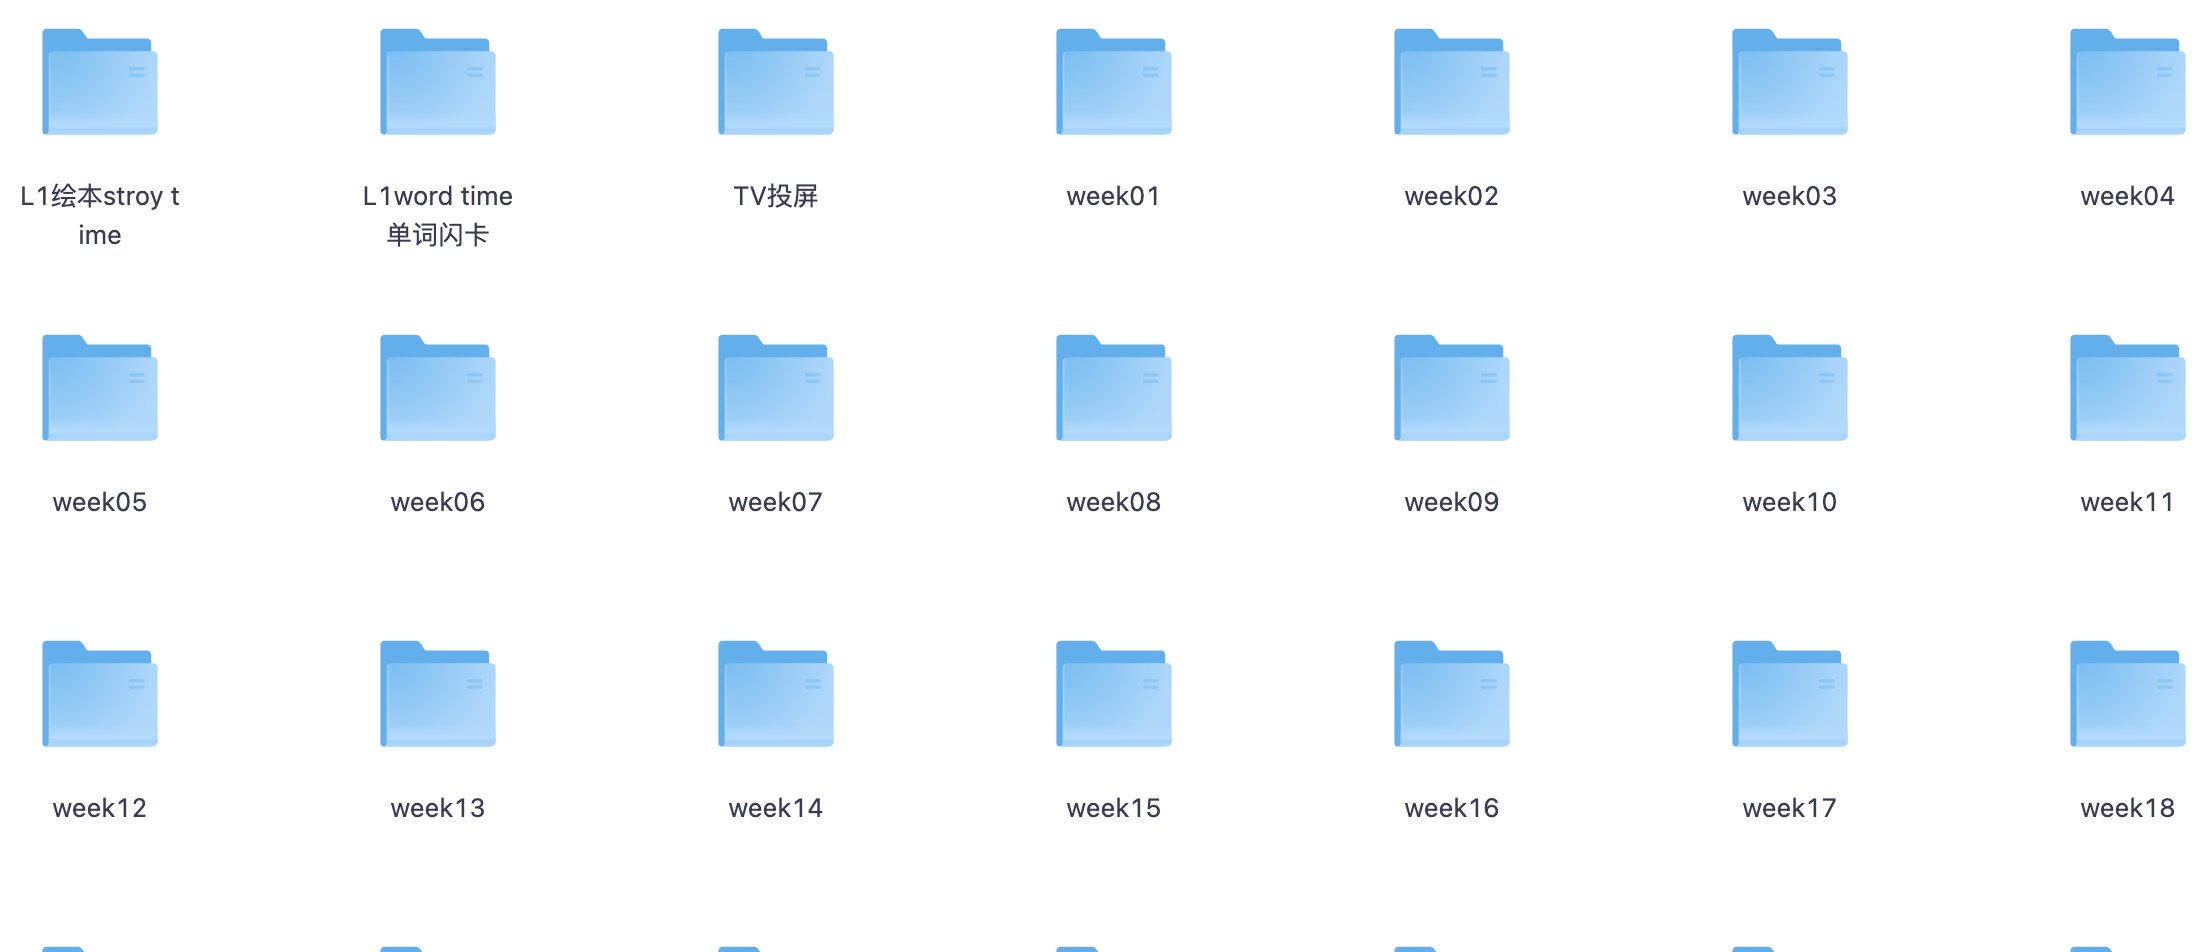 L1绘本stroy t
ime
L1word time
单词闪卡
TV投屏
week01
week02
week03
week04
week05
week06
week07
week08
week09
week10
week11
week12
week13
week14
week15
week16
week17
week18